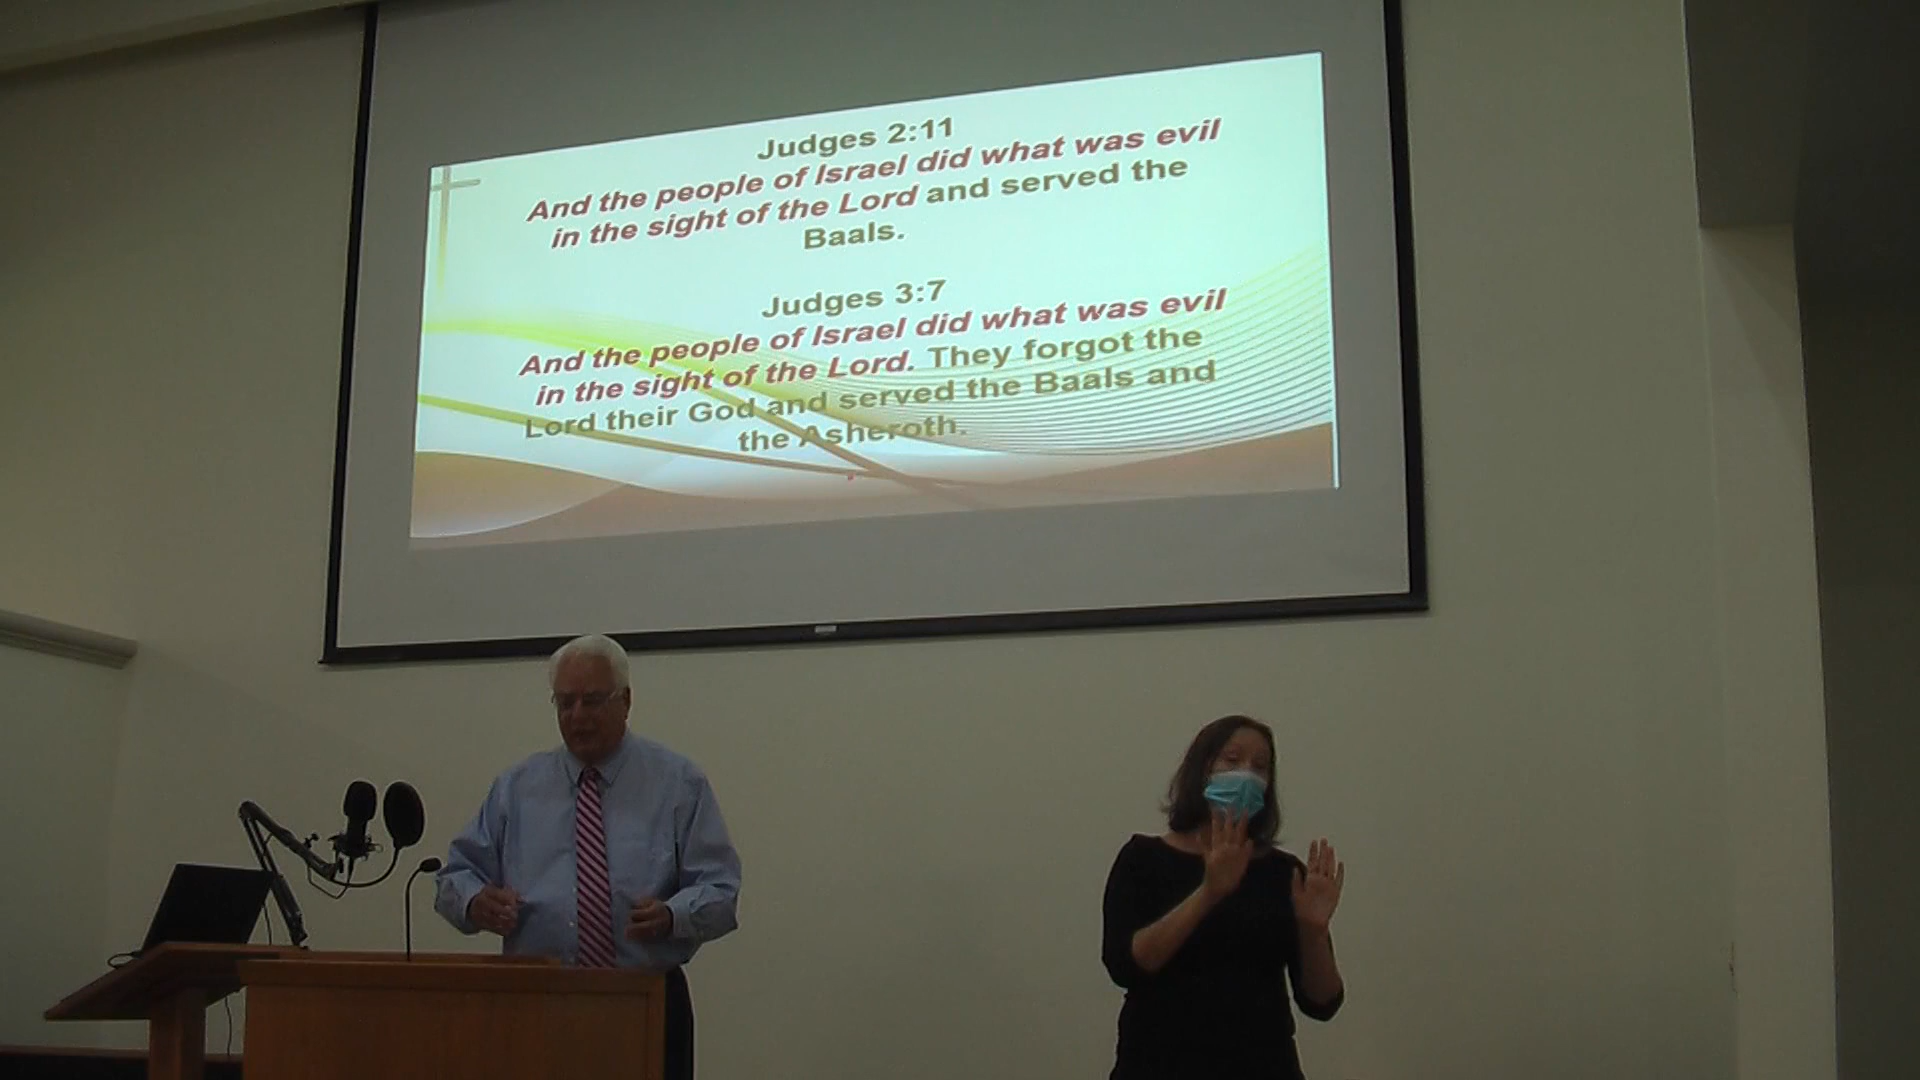 Judges 2:11
And the people of Israel did what was evil
in the sight of the Lord and served the
Baals.
Judges 3:7
And the people of Israel did what was evil
in the sight of the Lord. They forgot the
Lord their God and served the Baals and
the Asheroth.